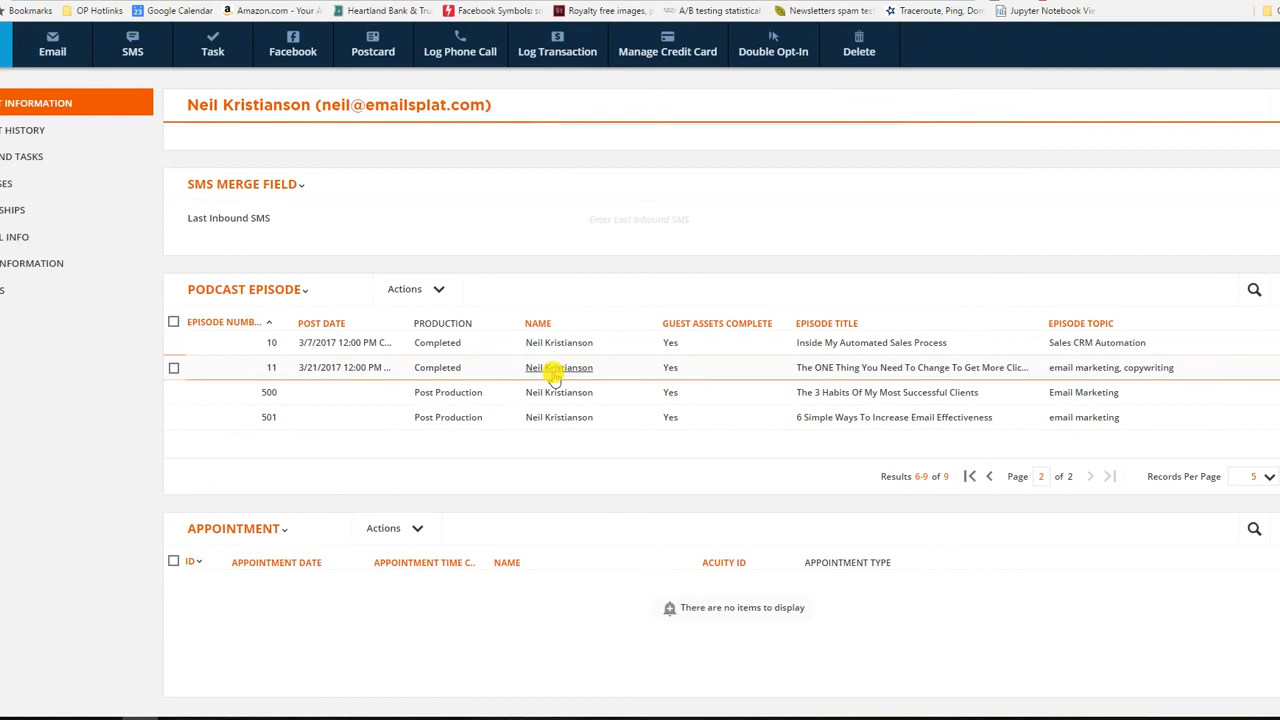 Bookmarks OP Hotlinks Google Calendar Amazon.com - Your A Heartland Bank & Tru Facebook Symbols: sm Royalty free images, p A/B testing statistical Newsletters spam test Traceroute, Ping, Dom Jupyter Notebook Vie
Email SMS Task Facebook Postcard Log Phone Call Log Transaction Manage Credit Card Double Opt-In Delete
T INFORMATION
T HISTORY
ND TASKS
SES
SHIPS
L INFO
INFORMATION
S
Neil Kristianson (neil@emailsplat.com)
SMS MERGE FIELD
Last Inbound SMS Enter Last Inbound SMS
PODCAST EPISODE Actions
EPISODE NUMB... POST DATE PRODUCTION NAME GUEST ASSETS COMPLETE EPISODE TITLE EPISODE TOPIC
10 3/7/2017 12:00 PM C... Completed Neil Kristianson Yes Inside My Automated Sales Process Sales CRM Automation
11 3/21/2017 12:00 PM ... Completed Neil Kristianson Yes The ONE Thing You Need To Change To Get More Clic... email marketing, copywriting
500 Post Production Neil Kristianson Yes The 3 Habits Of My Most Successful Clients Email Marketing
501 Post Production Neil Kristianson Yes 6 Simple Ways To Increase Email Effectiveness email marketing
Results 6-9 of 9 Page 2 of 2 Records Per Page 5
APPOINTMENT Actions
ID APPOINTMENT DATE APPOINTMENT TIME C.. NAME ACUITY ID APPOINTMENT TYPE
There are no items to display